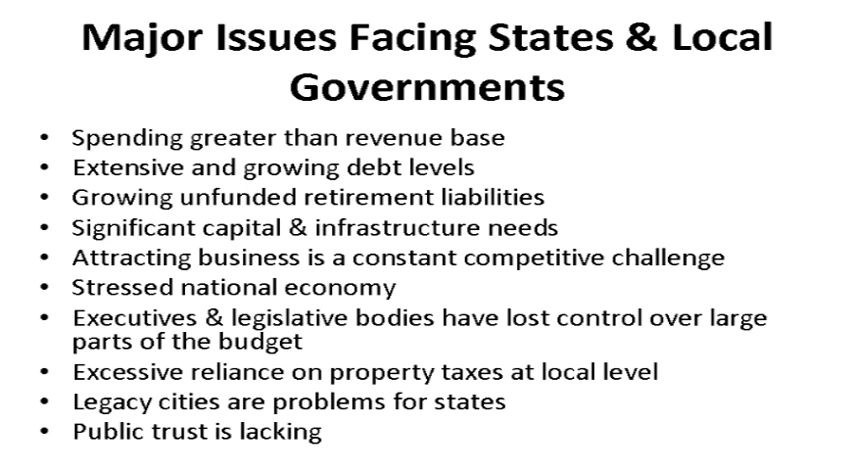 Major Issues Facing States & Local
Governments
• Spending greater than revenue base
• Extensive and growing debt levels
• Growing unfunded retirement liabilities
• Significant capital & infrastructure needs
• Attracting business is a constant competitive challenge
• Stressed national economy
• Executives & legislative bodies have lost control over large
parts of the budget
• Excessive reliance on property taxes at local level
• Legacy cities are problems for states
• Public trust is lacking